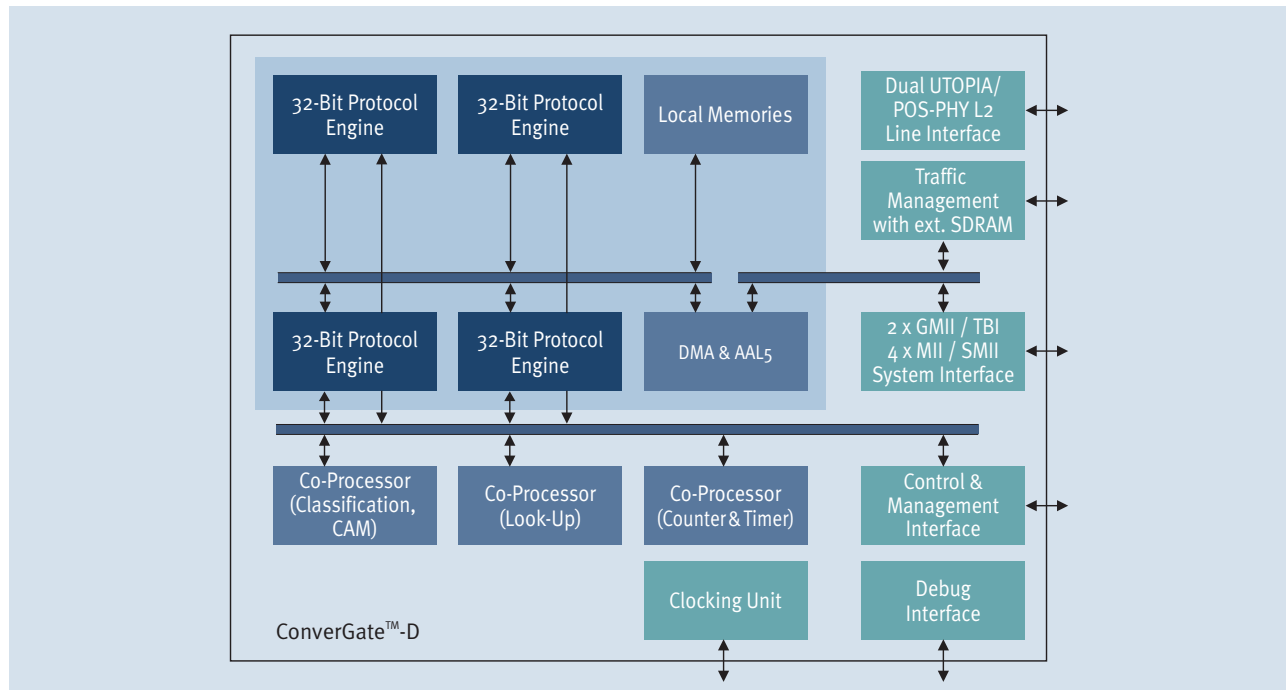 32-Bit Protocol
Engine
32-Bit Protocol
Engine
Local Memories
Dual UTOPIA/
POS-PHY L2
Line Interface
Traffic
Management
with ext. SDRAM
32-Bit Protocol
Engine
32-Bit Protocol
Engine
DMA & AAL5
2 x GMII / TBI
4 x MII / SMII
System Interface
Co-Processor
(Classification,
CAM)
Co-Processor
(Look-Up)
Co-Processor
(Counter & Timer)
Control &
Management
Interface
Clocking Unit
Debug
Interface
ConverGate™-D